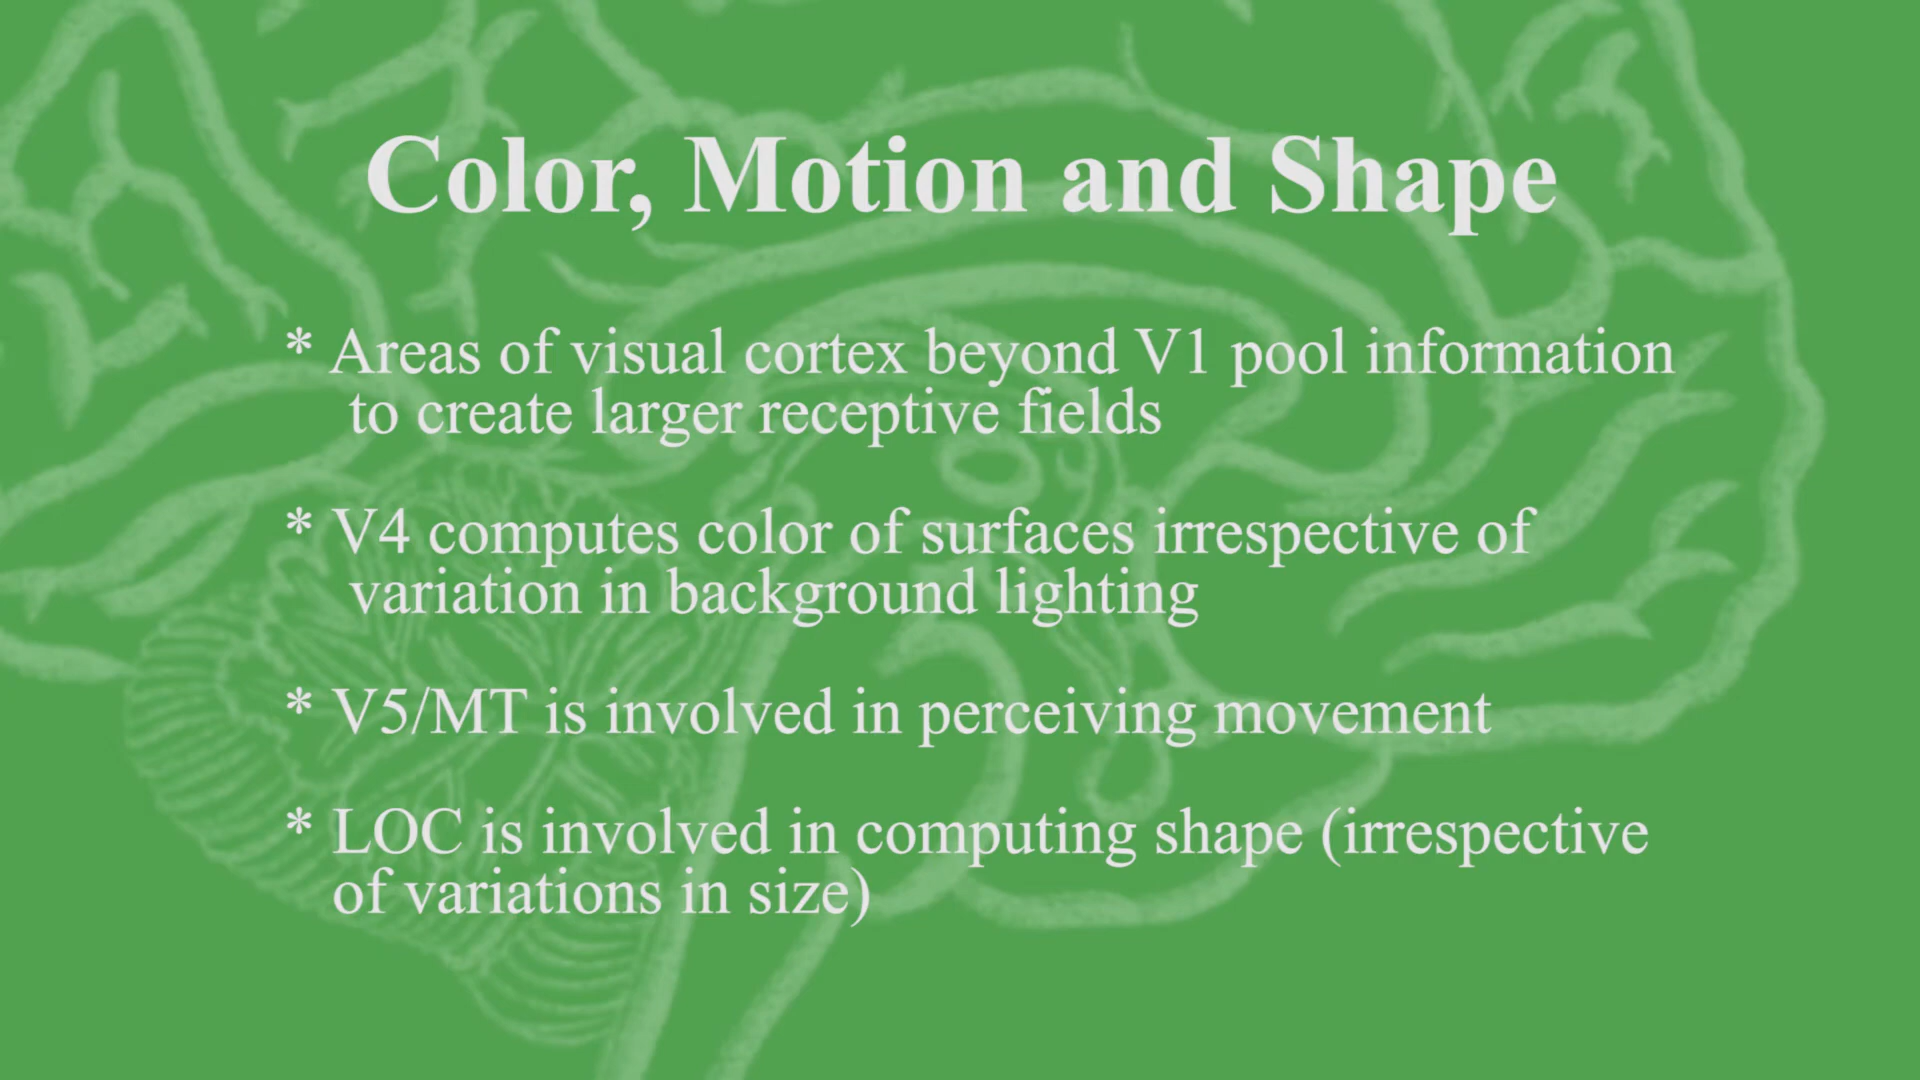 Color, Motion and Shape
* Areas of visual cortex beyond V1 pool information
to create larger receptive fields
* V4 computes color of surfaces irrespective of
variation in background lighting
* V5/MT is involved in perceiving movement
* LOC is involved in computing shape (irrespective
of variations in size)